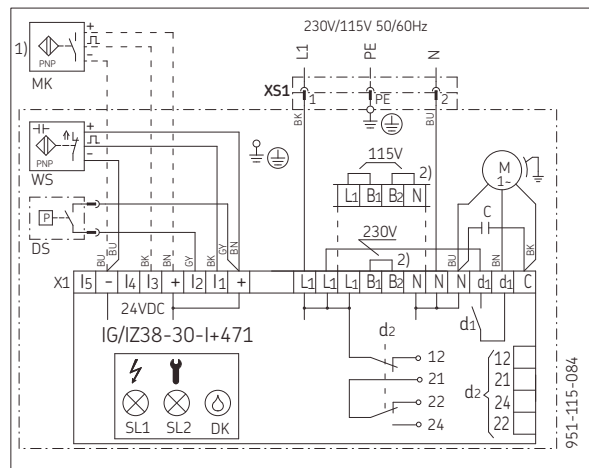 230V/115V 50/60Hz
1)
+
−
PNP
MK
L1
PE
N
XS1
1
PE
2
BK
BU
+
−
PNP
WS
P
DS
115V
2)
L1 B1 B2 N
M
1~
C
230V
2)
BU
BU
BK
BN
GY
BK
GY
BN
BU
BN
BK
X1 I5 − I4 I3 + I2 I1 + L1 L1 L1 B1 B2 N N N d1 d1 C
24VDC
IG/IZ38-30-I+471
d1
d2
12
21
22
24
d2
12
21
24
22
SL1 SL2 DK
951-115-084